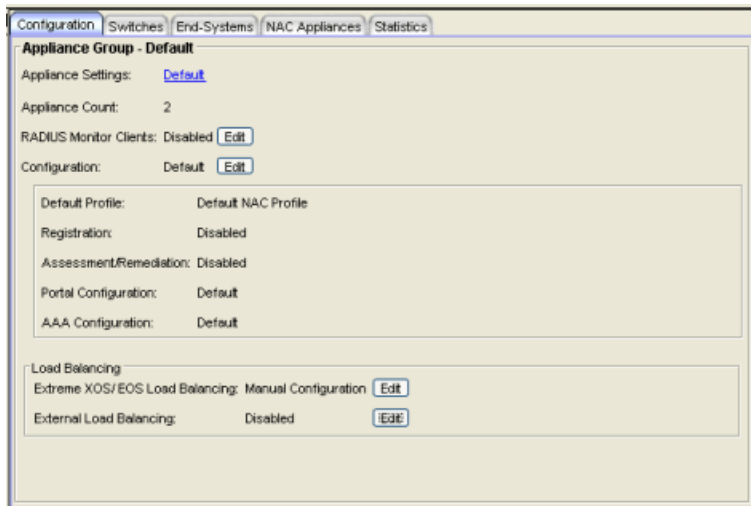 Configuration Switches End-Systems NAC Appliances Statistics
Appliance Group - Default
Appliance Settings: Default
Appliance Count: 2
RADIUS Monitor Clients: Disabled Edit
Configuration: Default Edit
Default Profile: Default NAC Profile
Registration: Disabled
Assessment/Remediation: Disabled
Portal Configuration: Default
AAA Configuration: Default
Load Balancing
Extreme XOS/EOS Load Balancing: Manual Configuration Edit
External Load Balancing: Disabled Edit